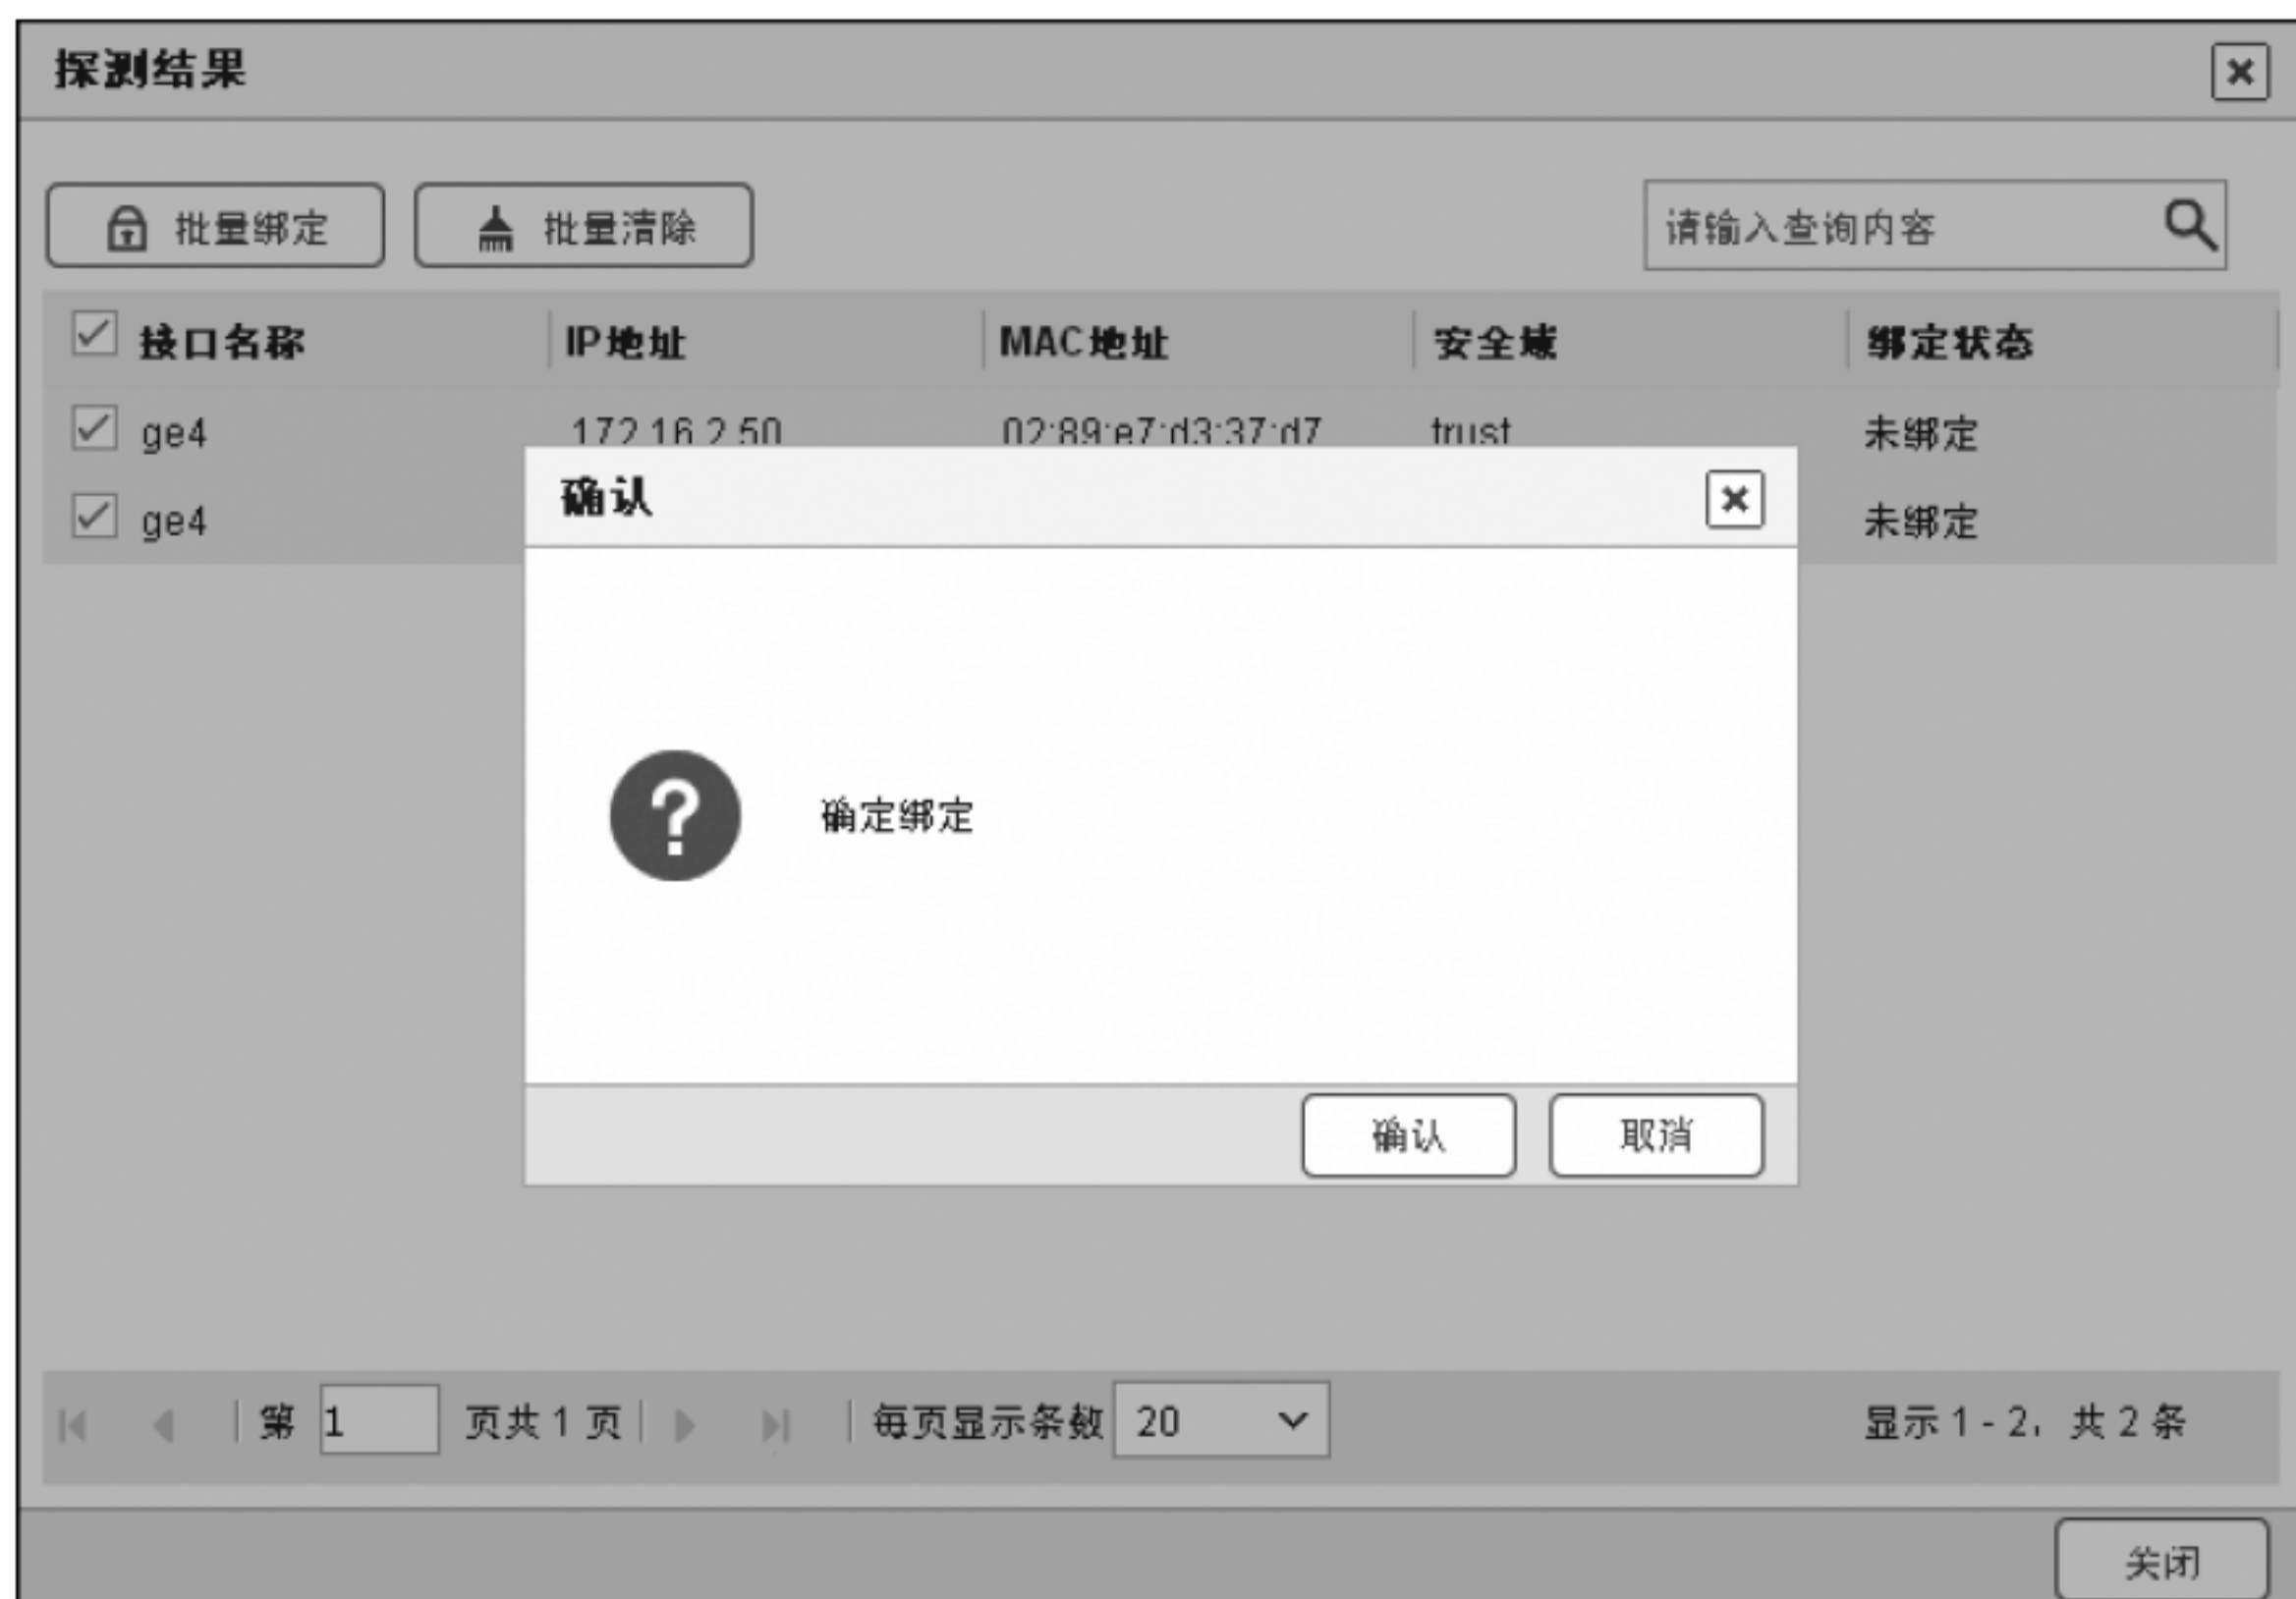 探测结果
批量绑定 批量清除 请输入查询内容
接口名称 IP地址 MAC地址 安全域 绑定状态
ge4 172.16.2.50 02:89:e7:d3:37:d7 trust 未绑定
确认
ge4 未绑定
确定绑定
确认 取消
第 1 页共 1 页 每页显示条数 20 显示 1 - 2, 共 2 条
关闭